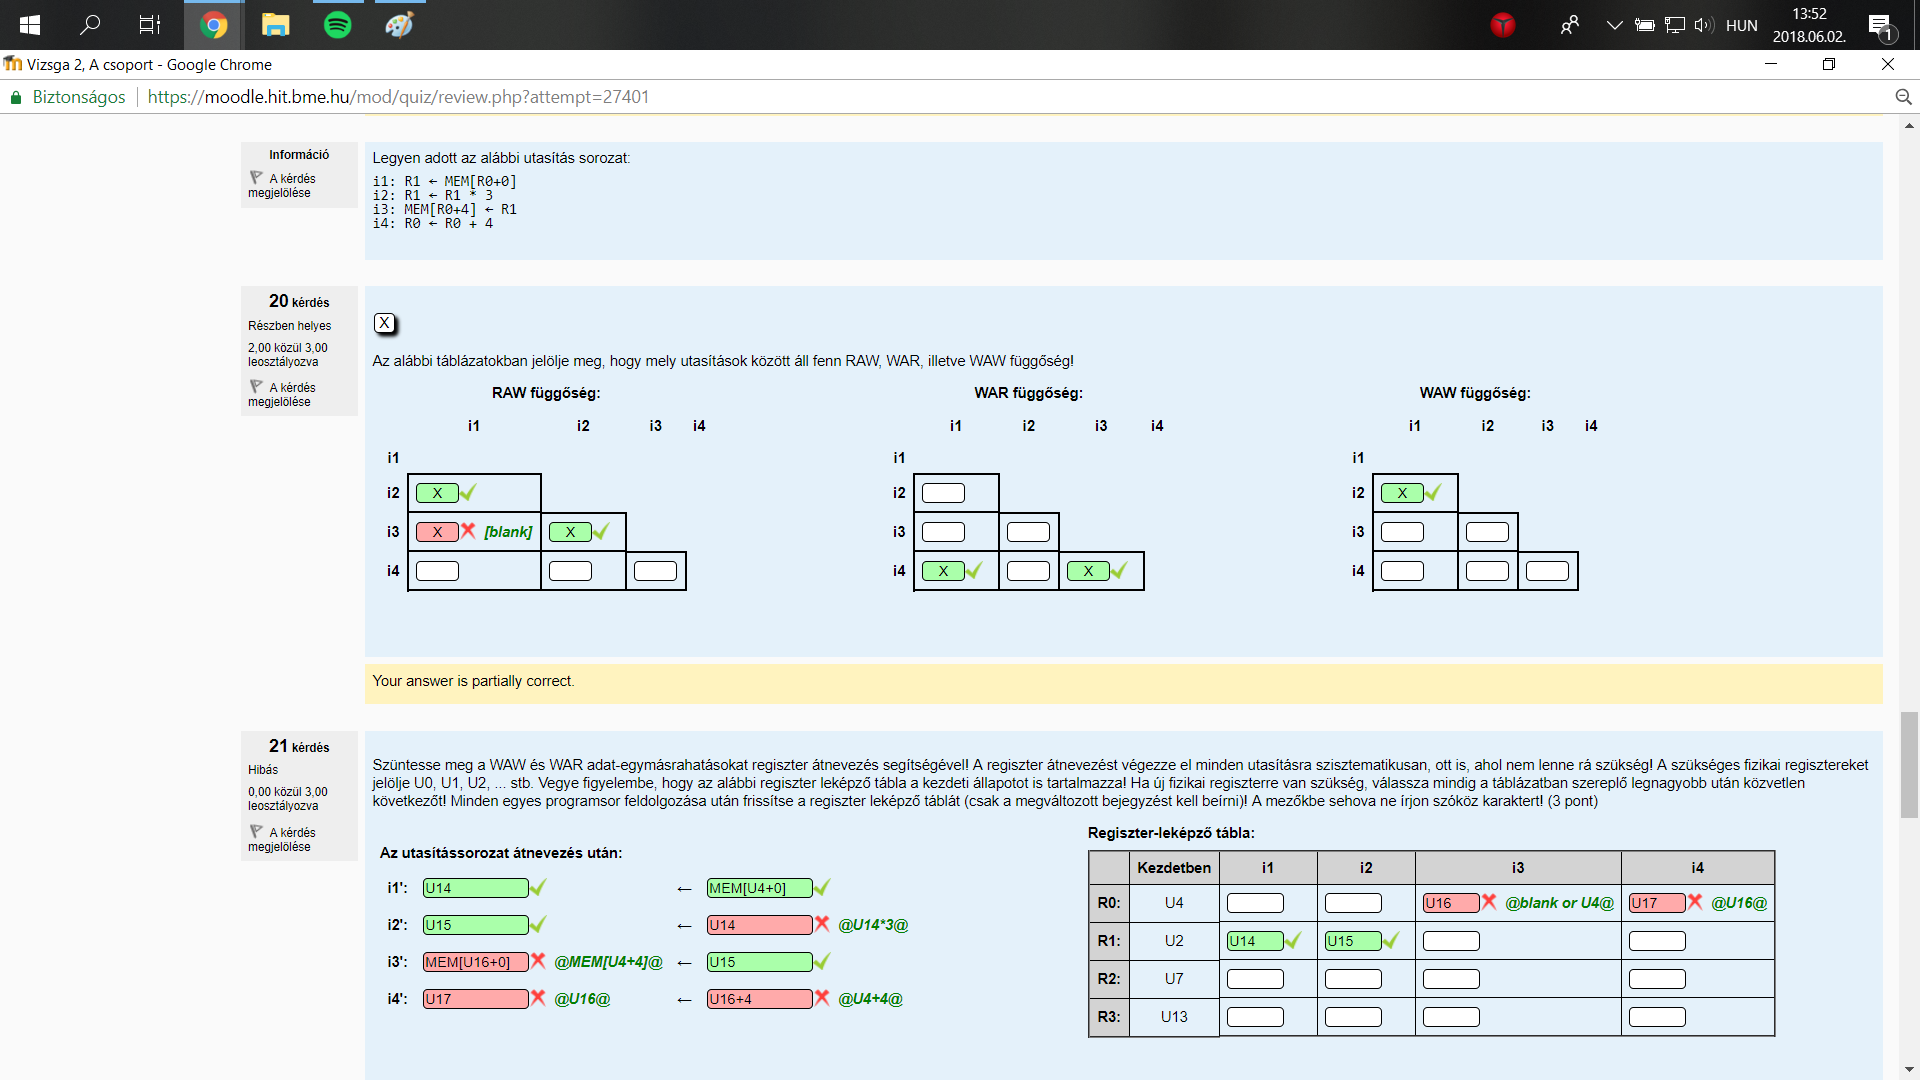 HUN
13:52
2018.06.02.
1
Vizsga 2, A csoport - Google Chrome
Biztonságos
https://moodle.hit.bme.hu/mod/quiz/review.php?attempt=27401
Információ
A kérdés
megjelölése
Legyen adott az alábbi utasítás sorozat:
i1: R1 ← MEM[R0+0]
i2: R1 ← R1 * 3
i3: MEM[R0+4] ← R1
i4: R0 ← R0 + 4
20 kérdés
Részben helyes
2,00 közül 3,00
leosztályozva
A kérdés
megjelölése
X
Az alábbi táblázatokban jelölje meg, hogy mely utasítások között áll fenn RAW, WAR, illetve WAW függőség!
RAW függőség:
i1 i2 i3 i4
i1
i2 X
i3 X [blank] X
i4
WAR függőség:
i1 i2 i3 i4
i1
i2
i3
i4 X X
WAW függőség:
i1 i2 i3 i4
i1
i2 X
i3
i4
Your answer is partially correct.
21 kérdés
Hibás
0,00 közül 3,00
leosztályozva
A kérdés
megjelölése
Szüntesse meg a WAW és WAR adat-egymásrahatásokat regiszter átnevezés segítségével! A regiszter átnevezést végezze el minden utasításra szisztematikusan, ott is, ahol nem lenne rá szükség! A szükséges fizikai regisztereket
jelölje U0, U1, U2, ... stb. Vegye figyelembe, hogy az alábbi regiszter leképző tábla a kezdeti állapotot is tartalmazza! Ha új fizikai regiszterre van szükség, válassza mindig a táblázatban szereplő legnagyobb után közvetlen
következőt! Minden egyes programsor feldolgozása után frissítse a regiszter leképző táblát (csak a megváltozott bejegyzést kell beírni)! A mezőkbe sehova ne írjon szóköz karaktert! (3 pont)
Az utasítássorozat átnevezés után:
i1': U14 ← MEM[U4+0]
i2': U15 ← U14 @U14*3@
i3': MEM[U16+0] @MEM[U4+4]@ ← U15
i4': U17 @U16@ ← U16+4 @U4+4@
Regiszter-leképző tábla:
Kezdetben i1 i2 i3 i4
R0: U4 U16 @blank or U4@ U17 @U16@
R1: U2 U14 U15
R2: U7
R3: U13